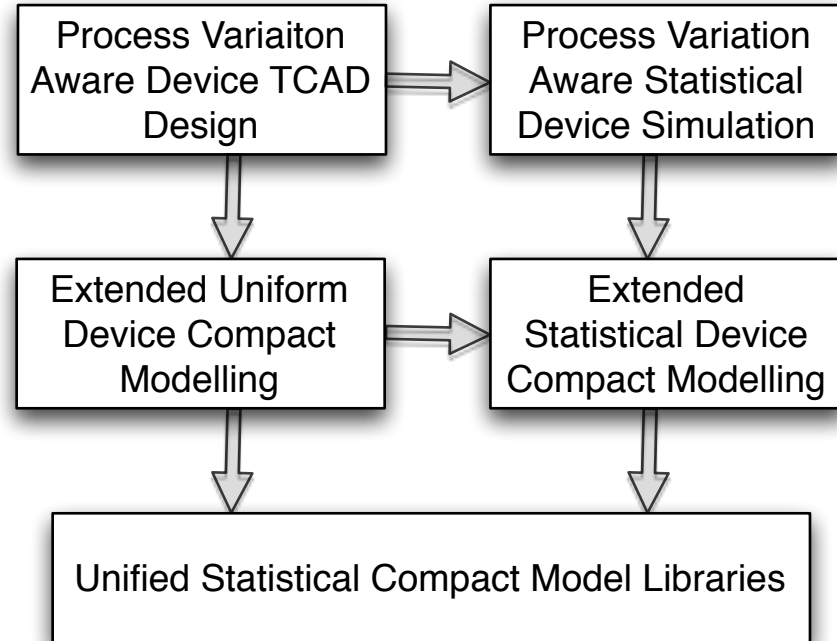 Process Variaiton
Aware Device TCAD
Design
Process Variation
Aware Statistical
Device Simulation
Extended Uniform
Device Compact
Modelling
Extended
Statistical Device
Compact Modelling
Unified Statistical Compact Model Libraries